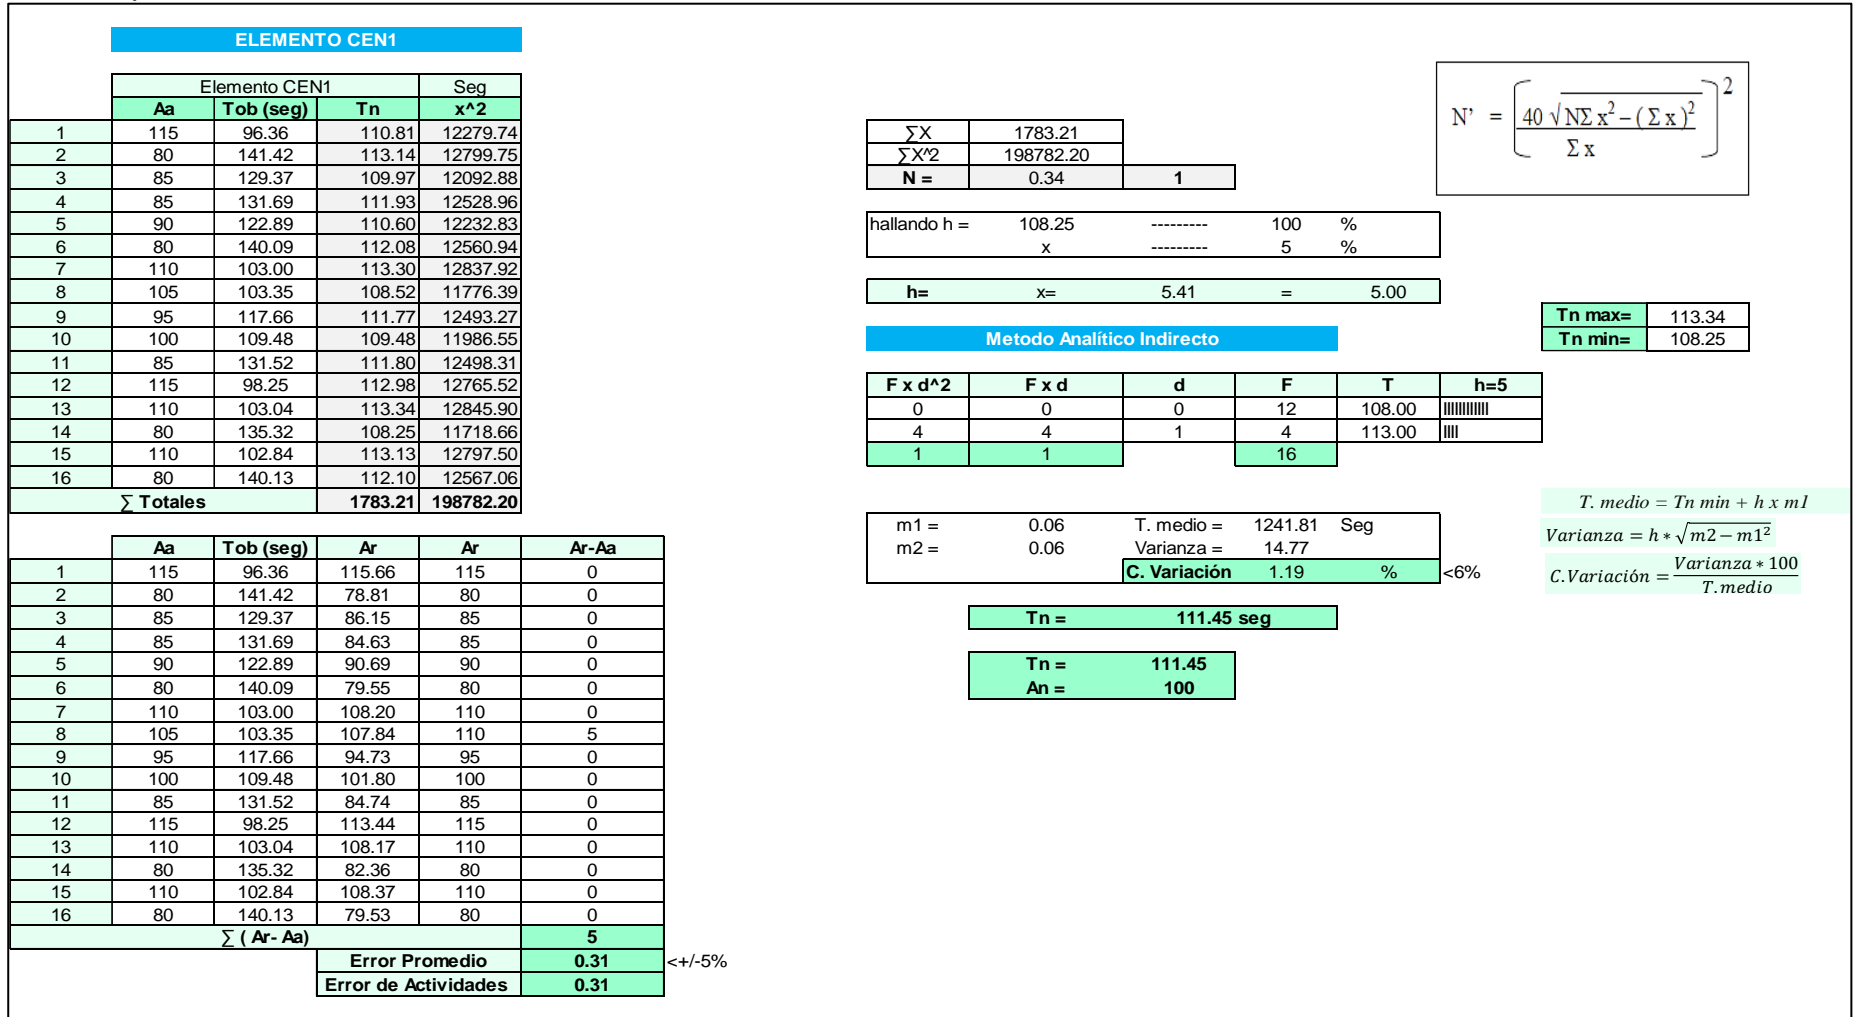 ELEMENTO CEN1
Elemento CEN1 Seg
Aa Tob (seg) Tn x^2
1 115 96.36 110.81 12279.74
2 80 141.42 113.14 12799.75
3 85 129.37 109.97 12092.88
4 85 131.69 111.93 12528.96
5 90 122.89 110.60 12232.83
6 80 140.09 112.08 12560.94
7 110 103.00 113.30 12837.92
8 105 103.35 108.52 11776.39
9 95 117.66 111.77 12493.27
10 100 109.48 109.48 11986.55
11 85 131.52 111.80 12498.31
12 115 98.25 112.98 12765.52
13 110 103.04 113.34 12845.90
14 80 135.32 108.25 11718.66
15 110 102.84 113.13 12797.50
16 80 140.13 112.10 12567.06
∑ Totales 1783.21 198782.20
Aa Tob (seg) Ar Ar Ar-Aa
1 115 96.36 115.66 115 0
2 80 141.42 78.81 80 0
3 85 129.37 86.15 85 0
4 85 131.69 84.63 85 0
5 90 122.89 90.69 90 0
6 80 140.09 79.55 80 0
7 110 103.00 108.20 110 0
8 105 103.35 107.84 110 5
9 95 117.66 94.73 95 0
10 100 109.48 101.80 100 0
11 85 131.52 84.74 85 0
12 115 98.25 113.44 115 0
13 110 103.04 108.17 110 0
14 80 135.32 82.36 80 0
15 110 102.84 108.37 110 0
16 80 140.13 79.53 80 0
∑ ( Ar- Aa) 5
Error Promedio 0.31 <+/-5%
Error de Actividades 0.31
∑X 1783.21
∑X^2 198782.20
N = 0.34 1
N' = [40 √ NΣ x² – ( Σ x )² / Σ x]²
hallando h = 108.25 --------- 100 %
x --------- 5 %
h= x= 5.41 = 5.00
Tn max= 113.34
Tn min= 108.25
Metodo Analítico Indirecto
F x d^2 F x d d F T h=5
0 0 0 12 108.00 IIIIIIIIIIII
4 4 1 4 113.00 IIII
1 1 16
m1 = 0.06 T. medio = 1241.81 Seg
m2 = 0.06 Varianza = 14.77
C. Variación 1.19 % <6%
T. medio = Tn min + h x m1
Varianza = h * √m2 − m1²
C.Variación = Varianza * 100 / T.medio
Tn = 111.45 seg
Tn = 111.45
An = 100